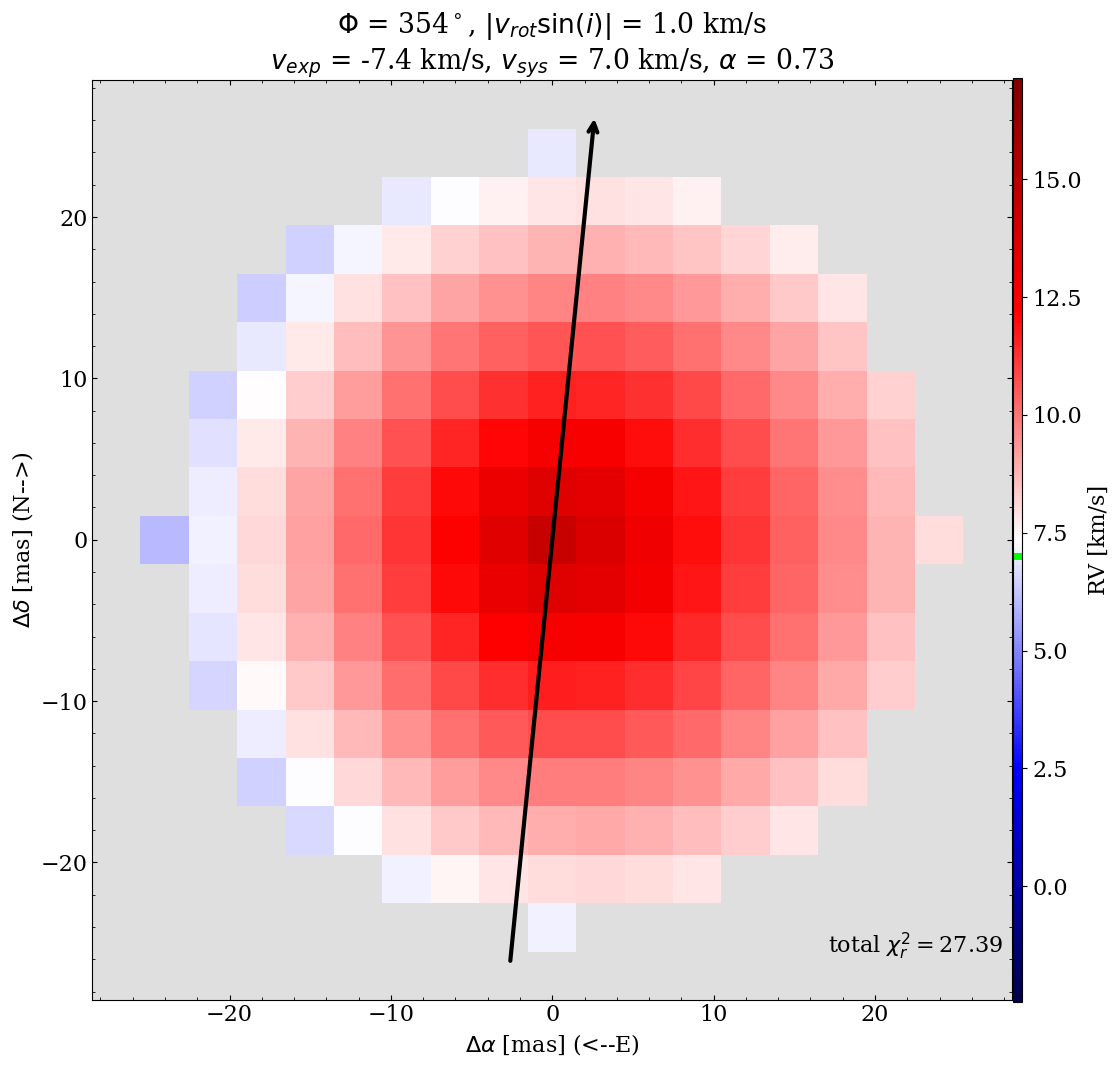 Φ = 354°, |v_rot sin(i)| = 1.0 km/s
v_exp = -7.4 km/s, v_sys = 7.0 km/s, α = 0.73
20
10
0
−10
−20
Δδ [mas] (N-->)
−20
−10
0
10
20
Δα [mas] (<--E)
total χ_r^2 = 27.39
15.0
12.5
10.0
7.5
5.0
2.5
0.0
RV [km/s]